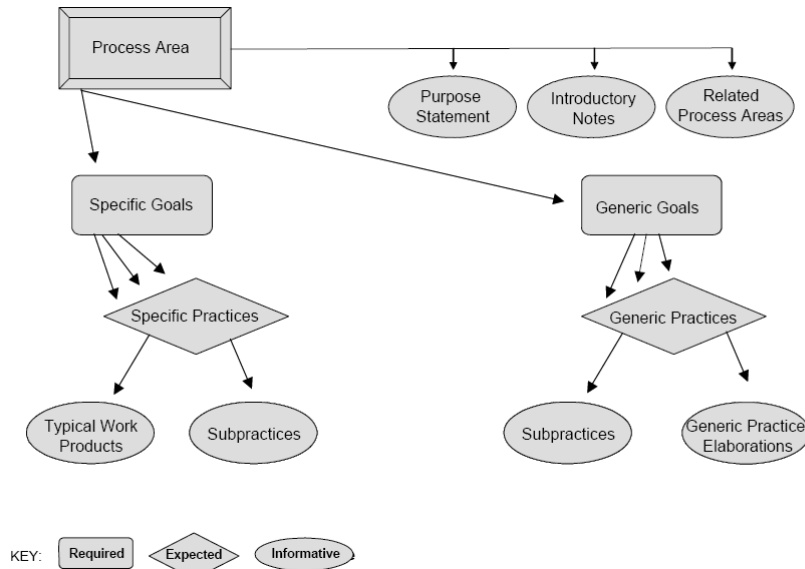 Process Area
Purpose
Statement
Introductory
Notes
Related
Process Areas
Specific Goals
Generic Goals
Specific Practices
Generic Practices
Typical Work
Products
Subpractices
Subpractices
Generic Practice
Elaborations
KEY:
Required
Expected
Informative